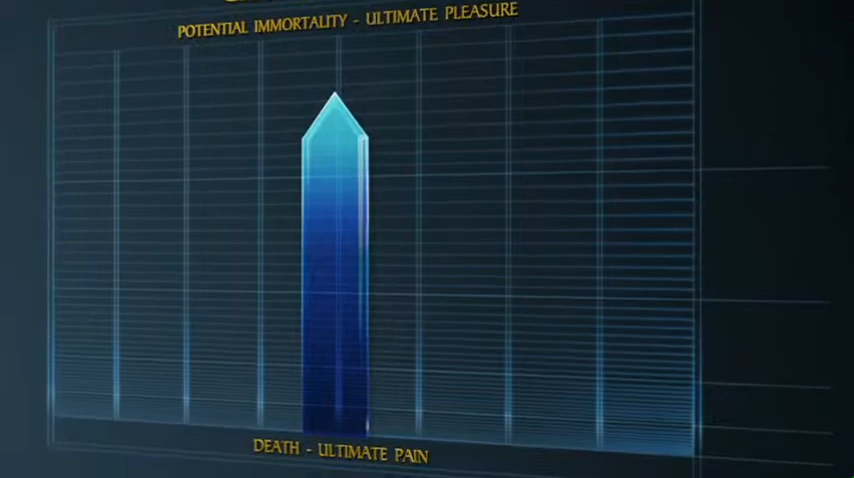 POTENTIAL IMMORTALITY - ULTIMATE PLEASURE
DEATH - ULTIMATE PAIN